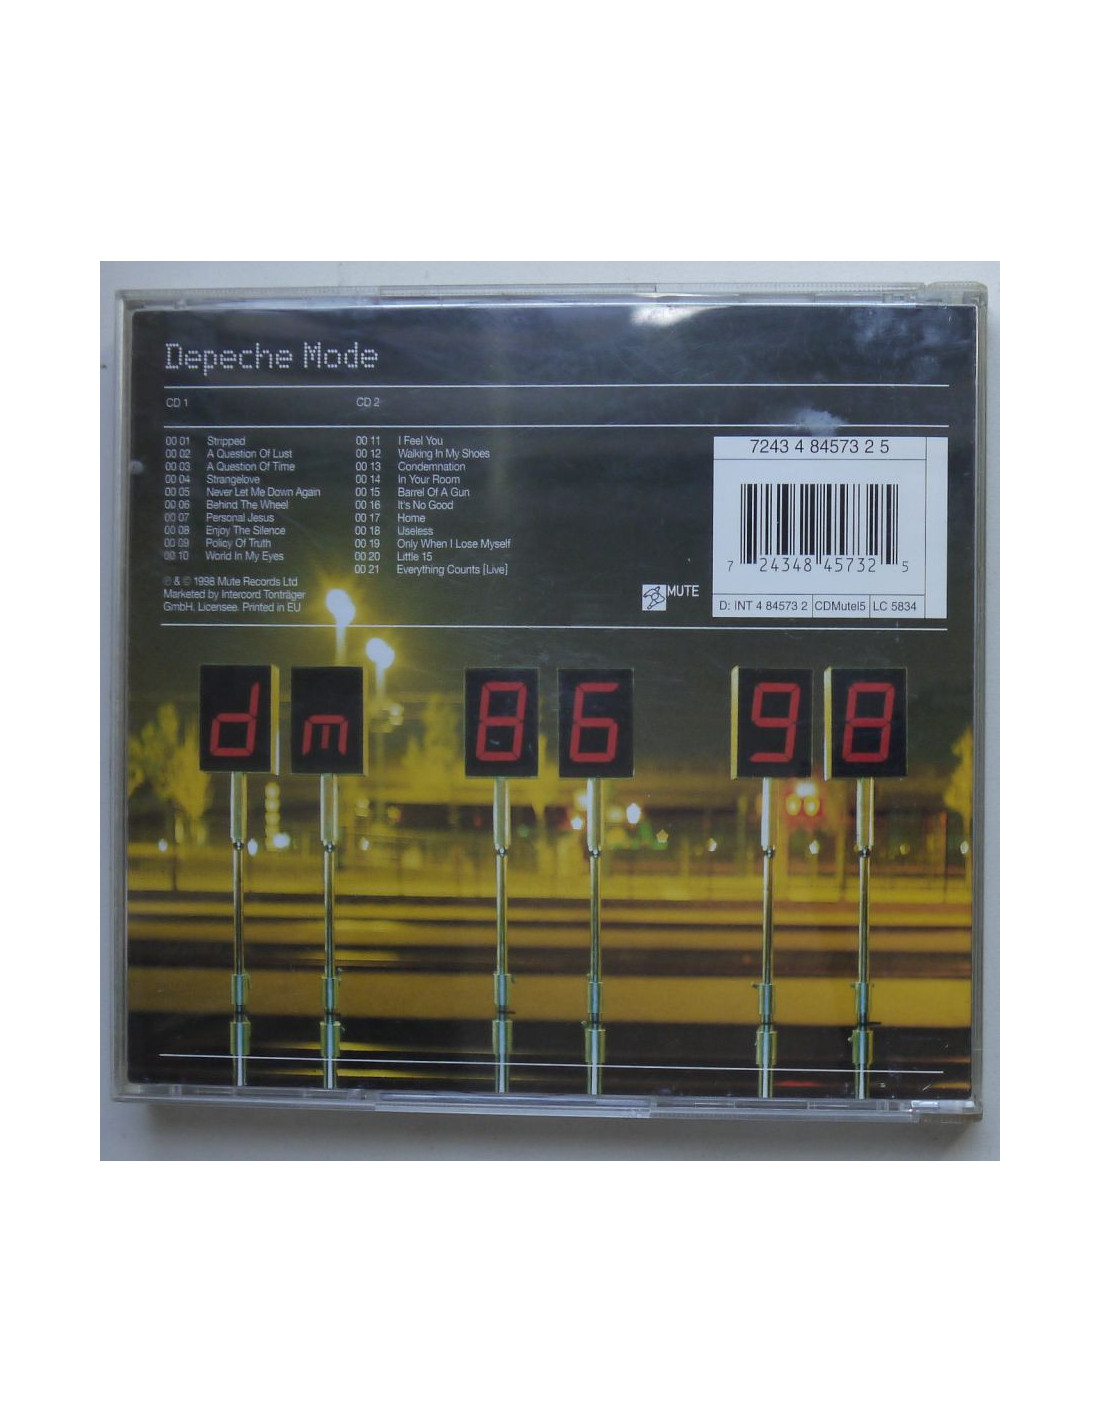 Depeche Mode
CD 1
CD 2
00 01 Stripped
00 02 A Question Of Lust
00 03 A Question Of Time
00 04 Strangelove
00 05 Never Let Me Down Again
00 06 Behind The Wheel
00 07 Personal Jesus
00 08 Enjoy The Silence
00 09 Policy Of Truth
00 10 World In My Eyes
℗ & © 1998 Mute Records Ltd
Marketed by Intercord Tonträger
GmbH. Licensee. Printed in EU
00 11 I Feel You
00 12 Walking In My Shoes
00 13 Condemnation
00 14 In Your Room
00 15 Barrel Of A Gun
00 16 It's No Good
00 17 Home
00 18 Useless
00 19 Only When I Lose Myself
00 20 Little 15
00 21 Everything Counts [Live]
MUTE
7243 4 84573 2 5
7 24348 45732 5
D: INT 4 84573 2 CDMutel5 LC 5834
dm 86 98